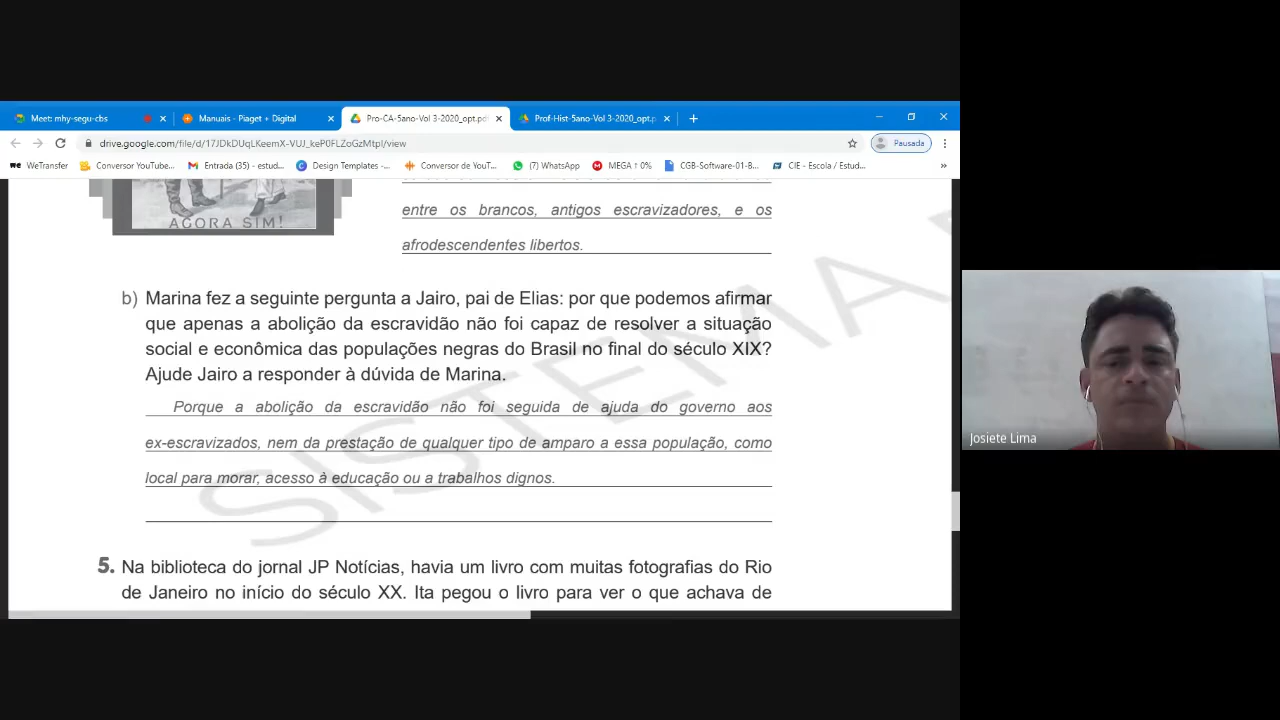 Meet: mhy-segu-cbs
Manuais - Piaget + Digital
Pro-CA-5ano-Vol 3-2020_opt.pd
Prof-Hist-5ano-Vol 3-2020_opt.p
drive.google.com/file/d/17JDkDUqLKeemX-VUJ_keP0FLZoGzMtpI/view
Pausada
WeTransfer
Conversor YouTube...
Entrada (35) - estud...
Design Templates -...
Conversor de YouT...
(7) WhatsApp
MEGA ↑ 0%
CGB-Software-01-B...
CIE – Escola / Estud...
AGORA SIM!
entre os brancos, antigos escravizadores, e os
afrodescendentes libertos.
b) Marina fez a seguinte pergunta a Jairo, pai de Elias: por que podemos afirmar
que apenas a abolição da escravidão não foi capaz de resolver a situação
social e econômica das populações negras do Brasil no final do século XIX?
Ajude Jairo a responder à dúvida de Marina.
Porque a abolição da escravidão não foi seguida de ajuda do governo aos
ex-escravizados, nem da prestação de qualquer tipo de amparo a essa população, como
local para morar, acesso à educação ou a trabalhos dignos.
SISTEMA
5. Na biblioteca do jornal JP Notícias, havia um livro com muitas fotografias do Rio
de Janeiro no início do século XX. Ita pegou o livro para ver o que achava de
Josiete Lima